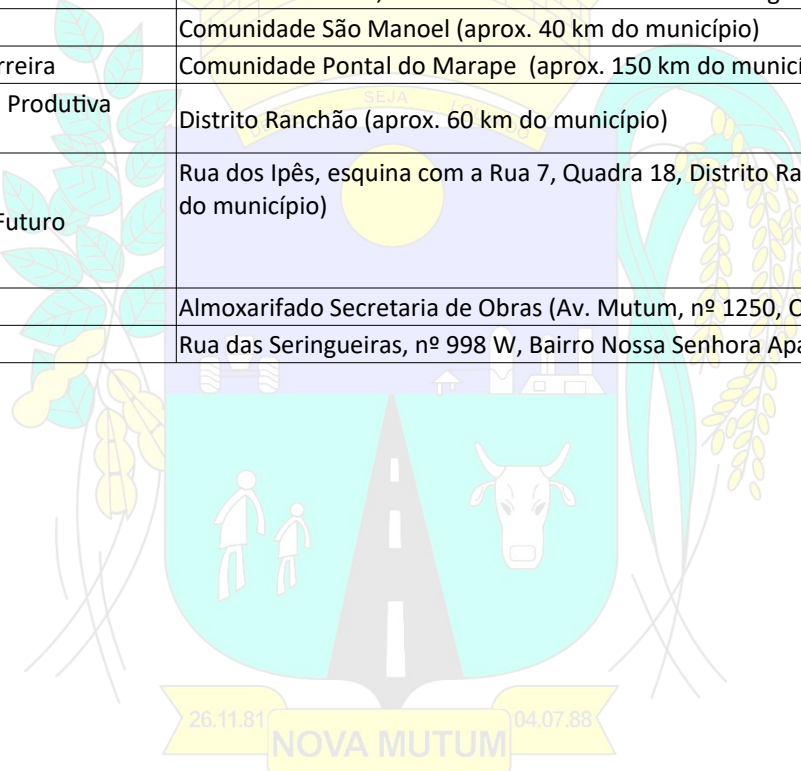 Comunidade São Manoel (aprox. 40 km do município)
rreira Comunidade Pontal do Marape (aprox. 150 km do municí
Produtiva
Distrito Ranchão (aprox. 60 km do município)
Rua dos Ipês, esquina com a Rua 7, Quadra 18, Distrito Ra
do município)
Futuro
Almoxarifado Secretaria de Obras (Av. Mutum, nº 1250, C
Rua das Seringueiras, nº 998 W, Bairro Nossa Senhora Apa
SEJA
26.11.81
04.07.88
NOVA MUTUM